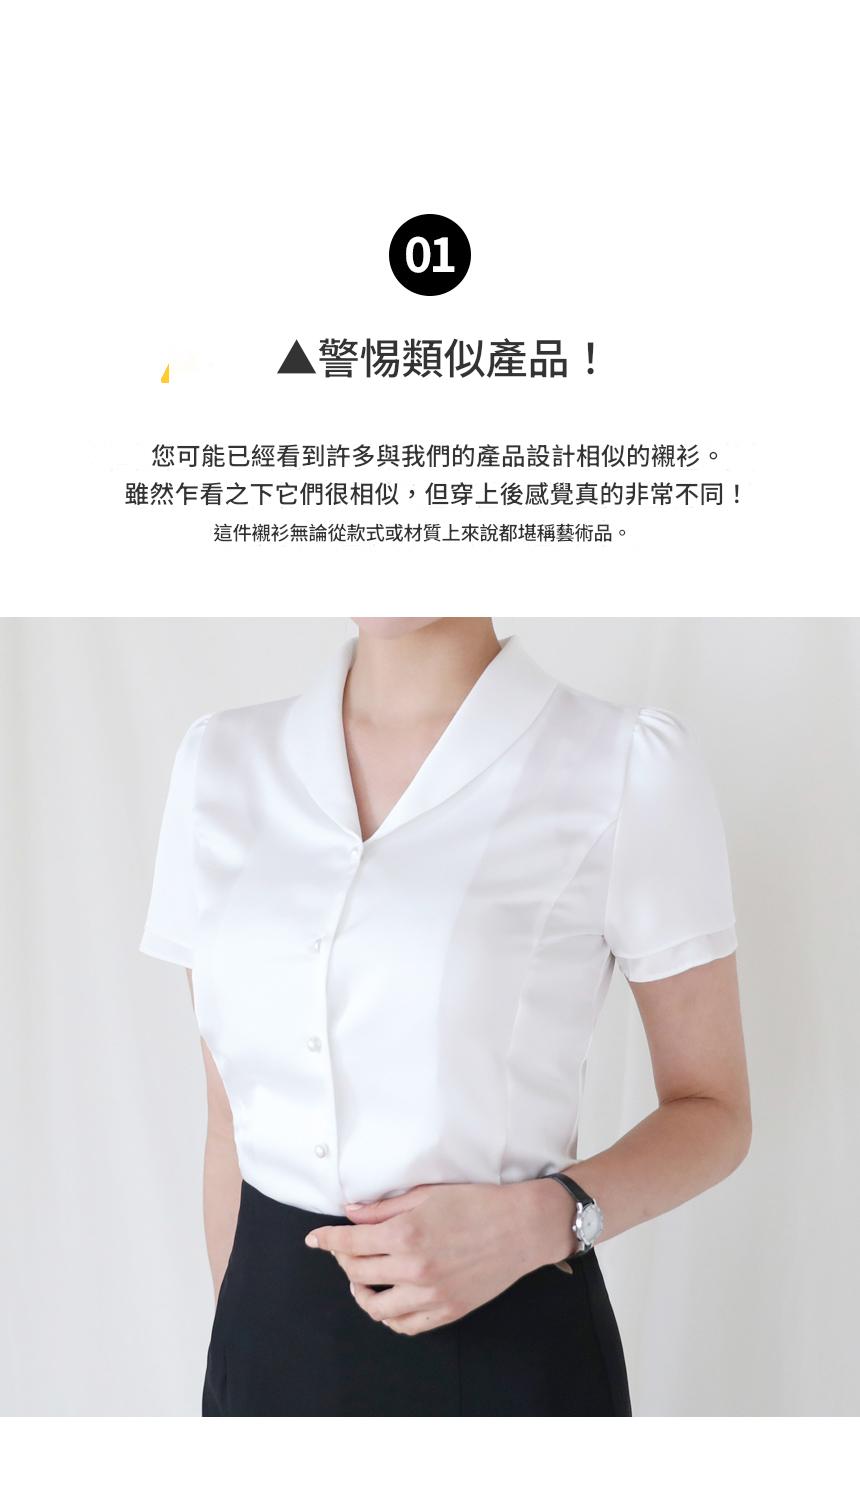 01
▲警惕類似產品！
您可能已經看到許多與我們的產品設計相似的襯衫。
雖然乍看之下它們很相似，但穿上後感覺真的非常不同！
這件襯衫無論從款式或材質上來說都堪稱藝術品。